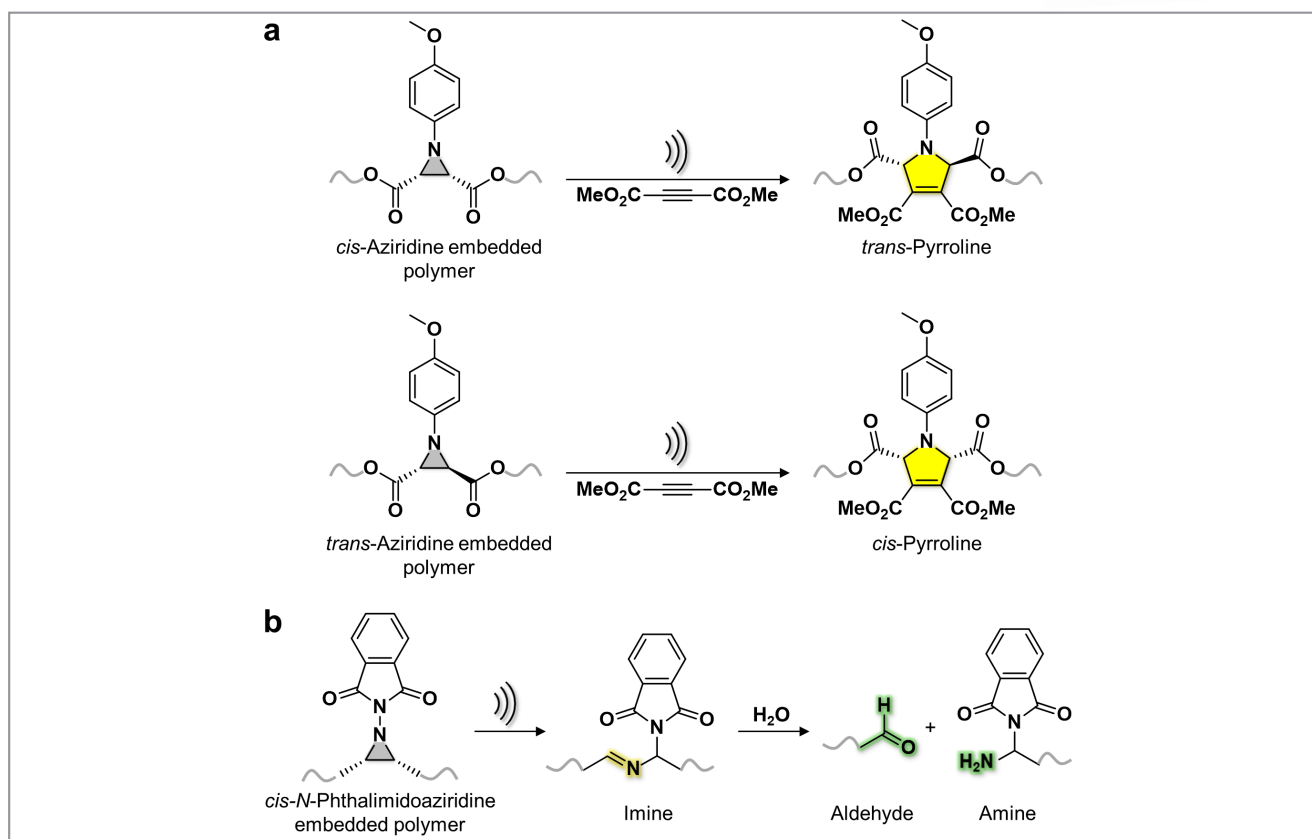 a
O
O
N
N
O
O
O
O
O
O
O
O
MeO2C
CO2Me
MeO2C
CO2Me
cis-Aziridine embedded
polymer
trans-Pyrroline
O
O
N
N
O
O
O
O
O
O
O
O
MeO2C
CO2Me
MeO2C
CO2Me
trans-Aziridine embedded
polymer
cis-Pyrroline
b
O
O
N
N
O
O
N
N
H2O
H
O
+
O
O
N
H2N
cis-N-Phthalimidoaziridine
embedded polymer
Imine
Aldehyde
Amine